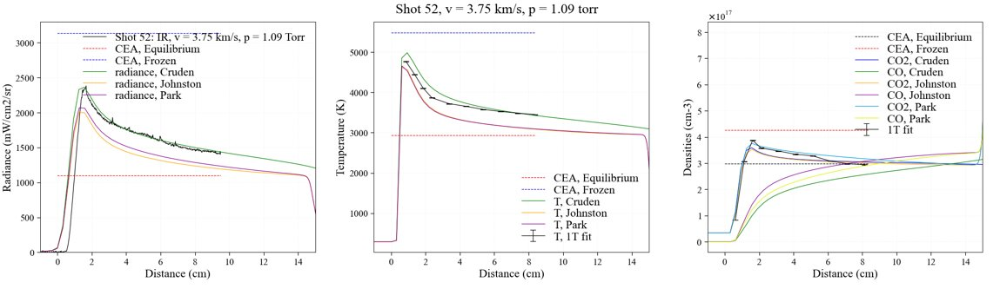 Shot 52, v = 3.75 km/s, p = 1.09 torr
Radiance (mW/cm2/sr)
3000
2500
2000
1500
1000
500
0
Shot 52: IR, v = 3.75 km/s, p = 1.09 Torr
CEA, Equilibrium
CEA, Frozen
radiance, Cruden
radiance, Johnston
radiance, Park
0 2 4 6 8 10 12 14
Distance (cm)
Temperature (K)
5000
4000
3000
2000
1000
CEA, Equilibrium
CEA, Frozen
T, Cruden
T, Johnston
T, Park
T, 1T fit
0 2 4 6 8 10 12 14
Distance (cm)
×10¹⁷
Densities (cm-3)
8
7
6
5
4
3
2
1
0
CEA, Equilibrium
CEA, Frozen
CO2, Cruden
CO, Cruden
CO2, Johnston
CO, Johnston
CO2, Park
CO, Park
1T fit
0 2 4 6 8 10 12 14
Distance (cm)